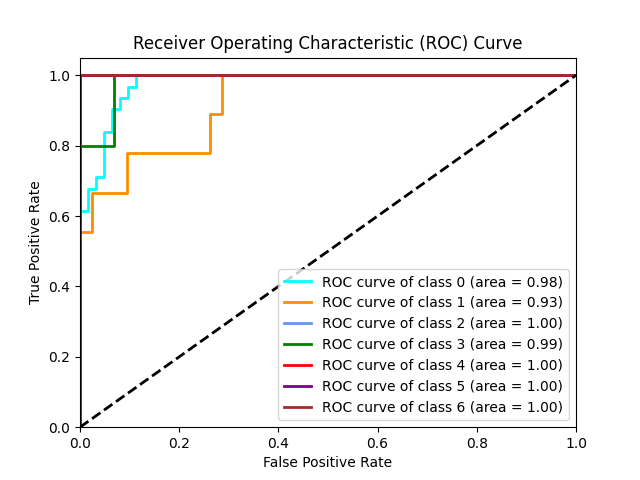 Receiver Operating Characteristic (ROC) Curve
True Positive Rate
1.0
0.8
0.6
0.4
0.2
0.0
ROC curve of class 0 (area = 0.98)
ROC curve of class 1 (area = 0.93)
ROC curve of class 2 (area = 1.00)
ROC curve of class 3 (area = 0.99)
ROC curve of class 4 (area = 1.00)
ROC curve of class 5 (area = 1.00)
ROC curve of class 6 (area = 1.00)
0.0 0.2 0.4 0.6 0.8 1.0
False Positive Rate